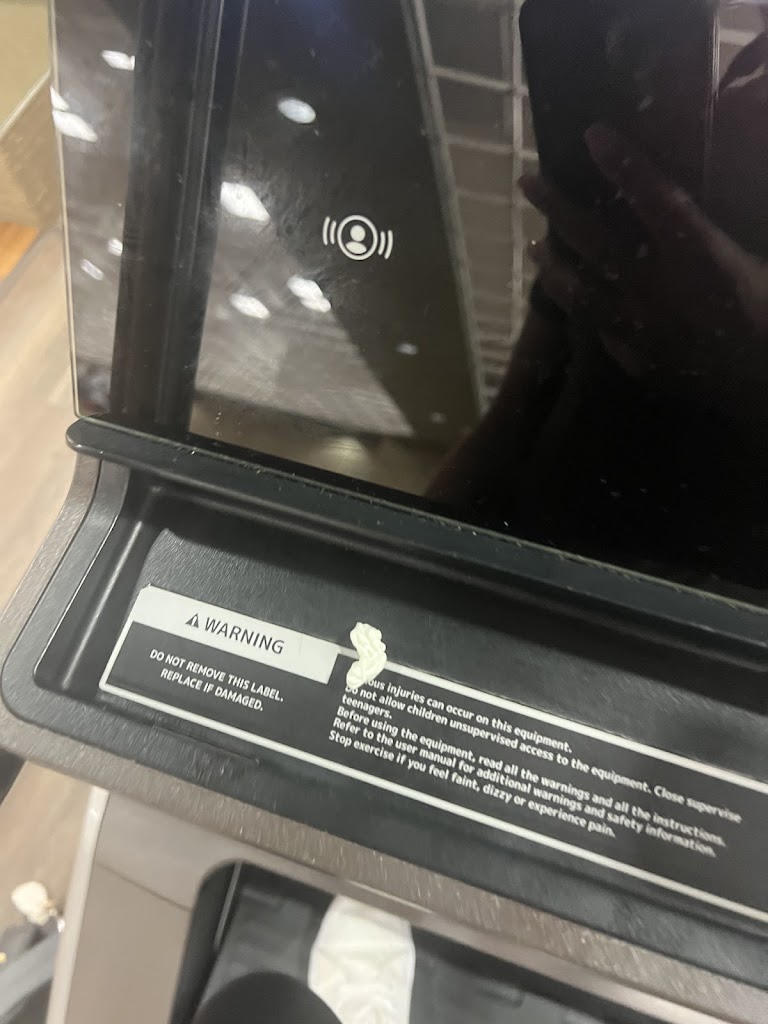 WARNING
DO NOT REMOVE THIS LABEL.
REPLACE IF DAMAGED.
injuries can occur on this equipment.
Do not allow children unsupervised access to the equipment. Close supervise
teenagers.
Before using the equipment, read all the warnings and all the instructions.
Refer to the user manual for additional warnings and safety information.
Stop exercise if you feel faint, dizzy or experience pain.